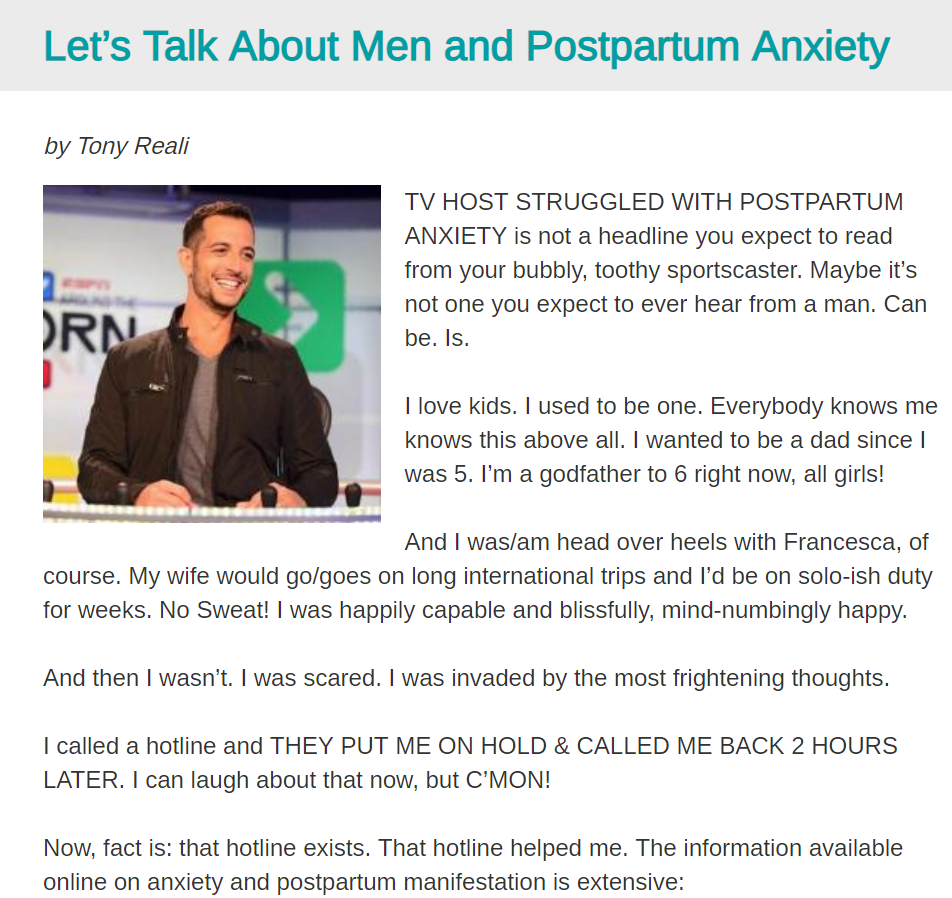 Let’s Talk About Men and Postpartum Anxiety
by Tony Reali
ESPN
AROUND THE
ORN
TV HOST STRUGGLED WITH POSTPARTUM
ANXIETY is not a headline you expect to read
from your bubbly, toothy sportscaster. Maybe it’s
not one you expect to ever hear from a man. Can
be. Is.
I love kids. I used to be one. Everybody knows me
knows this above all. I wanted to be a dad since I
was 5. I’m a godfather to 6 right now, all girls!
And I was/am head over heels with Francesca, of
course. My wife would go/goes on long international trips and I’d be on solo-ish duty
for weeks. No Sweat! I was happily capable and blissfully, mind-numbingly happy.
And then I wasn’t. I was scared. I was invaded by the most frightening thoughts.
I called a hotline and THEY PUT ME ON HOLD & CALLED ME BACK 2 HOURS
LATER. I can laugh about that now, but C’MON!
Now, fact is: that hotline exists. That hotline helped me. The information available
online on anxiety and postpartum manifestation is extensive: